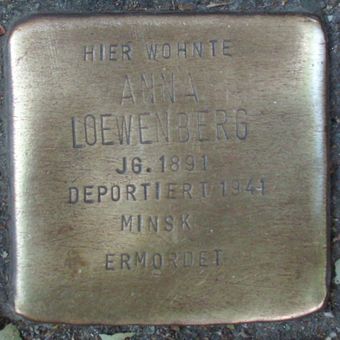 HIER WOHNTE
ANNA
LOEWENBERG
JG. 1891
DEPORTIERT 1941
MINSK
ERMORDET